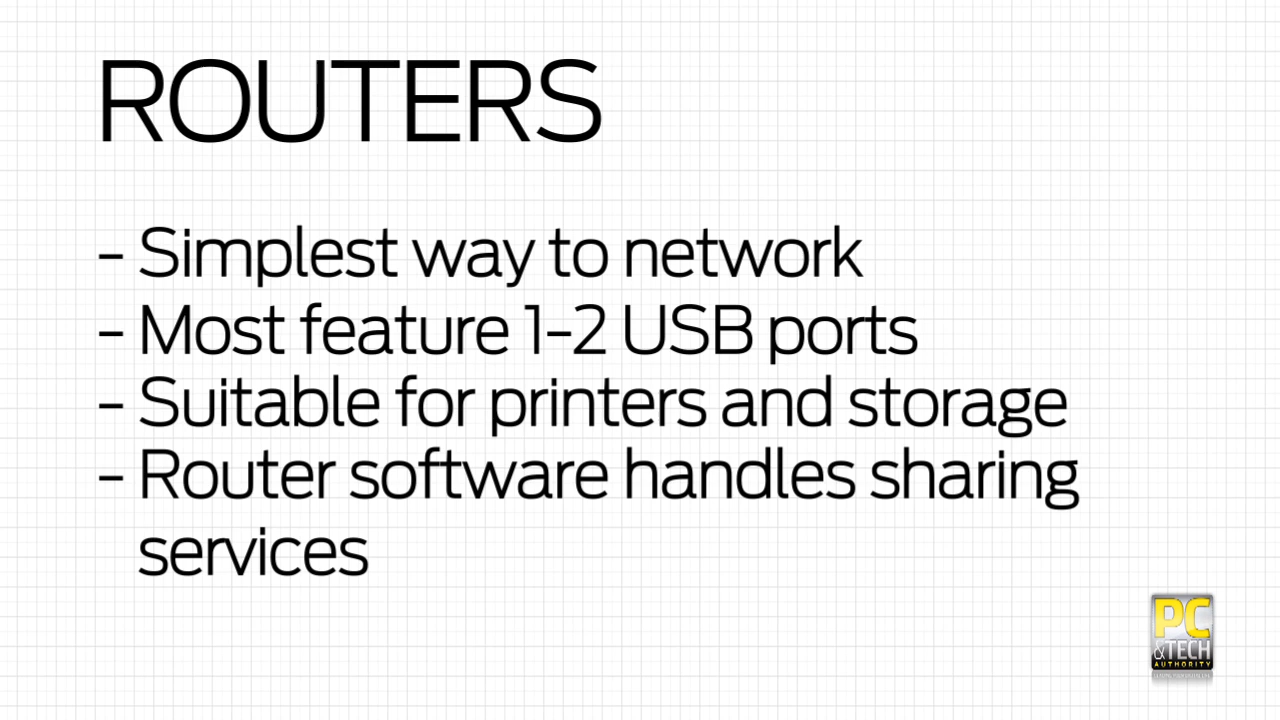 ROUTERS
- Simplest way to network
- Most feature 1-2 USB ports
- Suitable for printers and storage
- Router software handles sharing
services
PC
&TECH
AUTHORITY